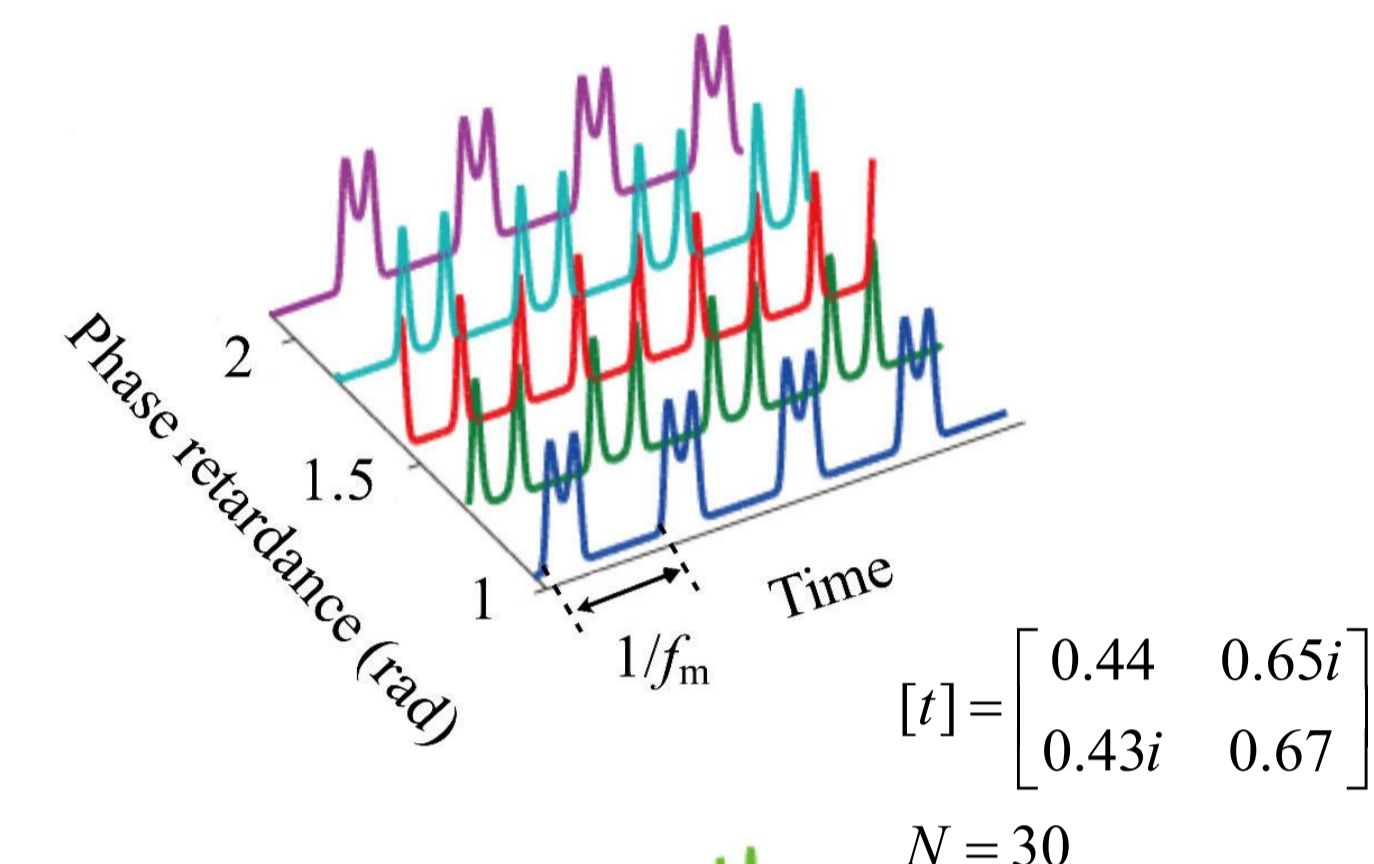 2
1.5
1
Phase retardance (rad)
Time
1/fm
[t] = [ 0.44 0.65i
0.43i 0.67 ]
N = 30